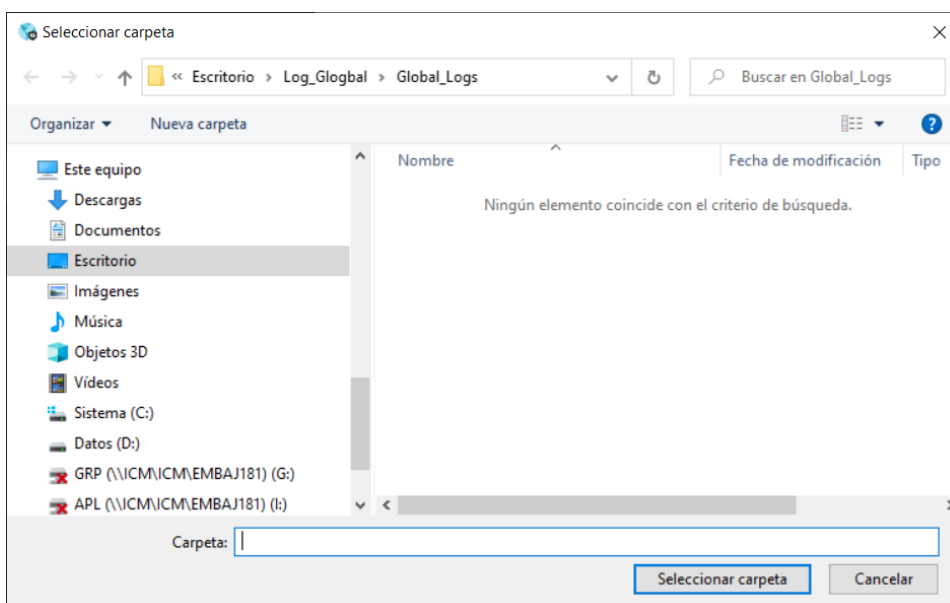 Seleccionar carpeta
« Escritorio > Log_Glogbal > Global_Logs
Buscar en Global_Logs
Organizar
Nueva carpeta
Este equipo
Descargas
Documentos
Escritorio
Imágenes
Música
Objetos 3D
Vídeos
Sistema (C:)
Datos (D:)
GRP (\\ICM\ICM\EMBAJ181) (G:)
APL (\\ICM\ICM\EMBAJ181) (I:)
Nombre
Fecha de modificación
Tipo
Ningún elemento coincide con el criterio de búsqueda.
Carpeta:
Seleccionar carpeta
Cancelar